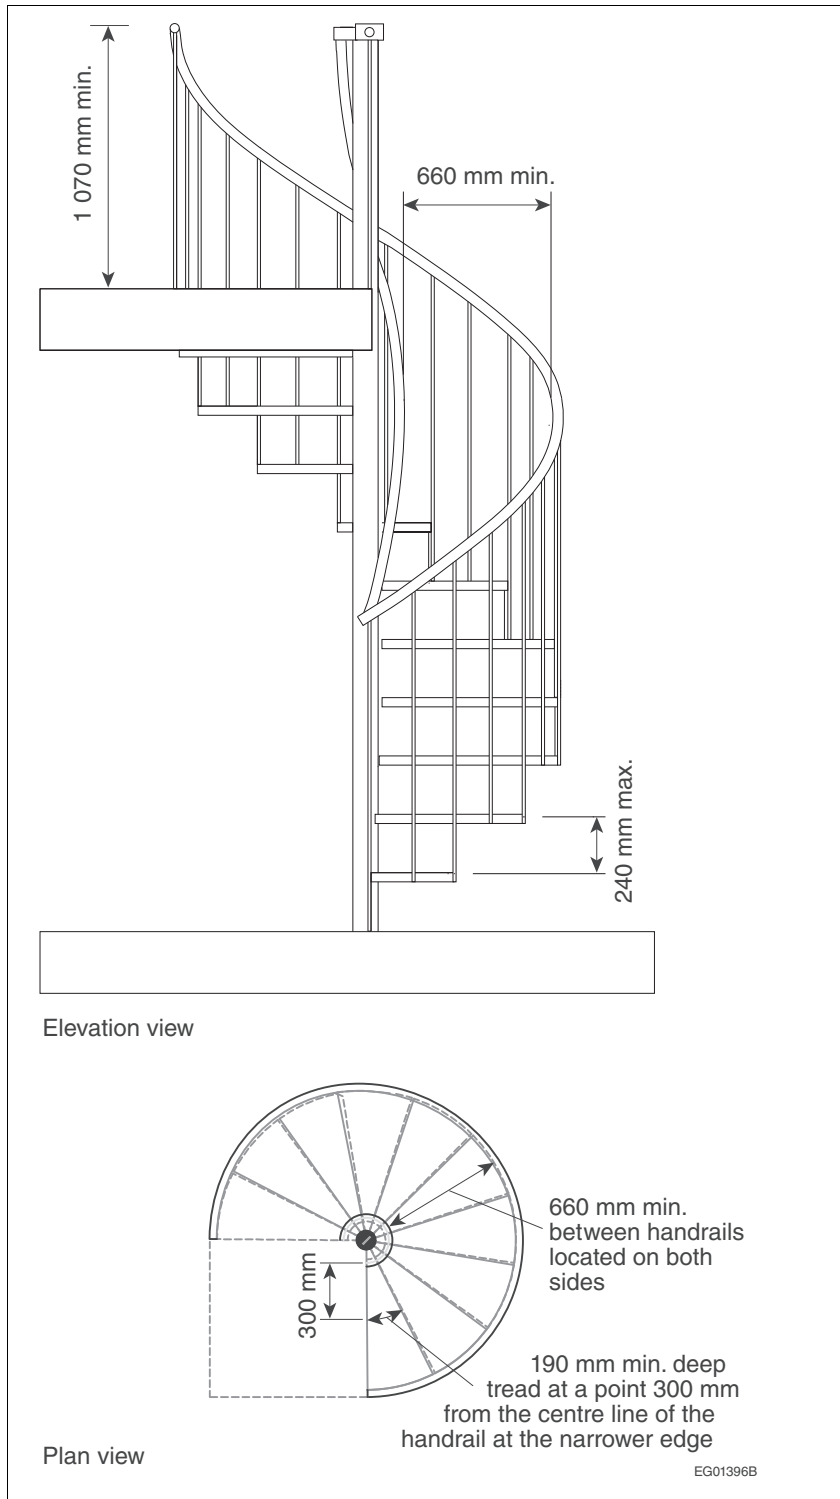 1 070 mm min.
660 mm min.
240 mm max.
Elevation view
660 mm min.
between handrails
located on both
sides
300 mm
190 mm min. deep
tread at a point 300 mm
from the centre line of the
handrail at the narrower edge
Plan view
EG01396B